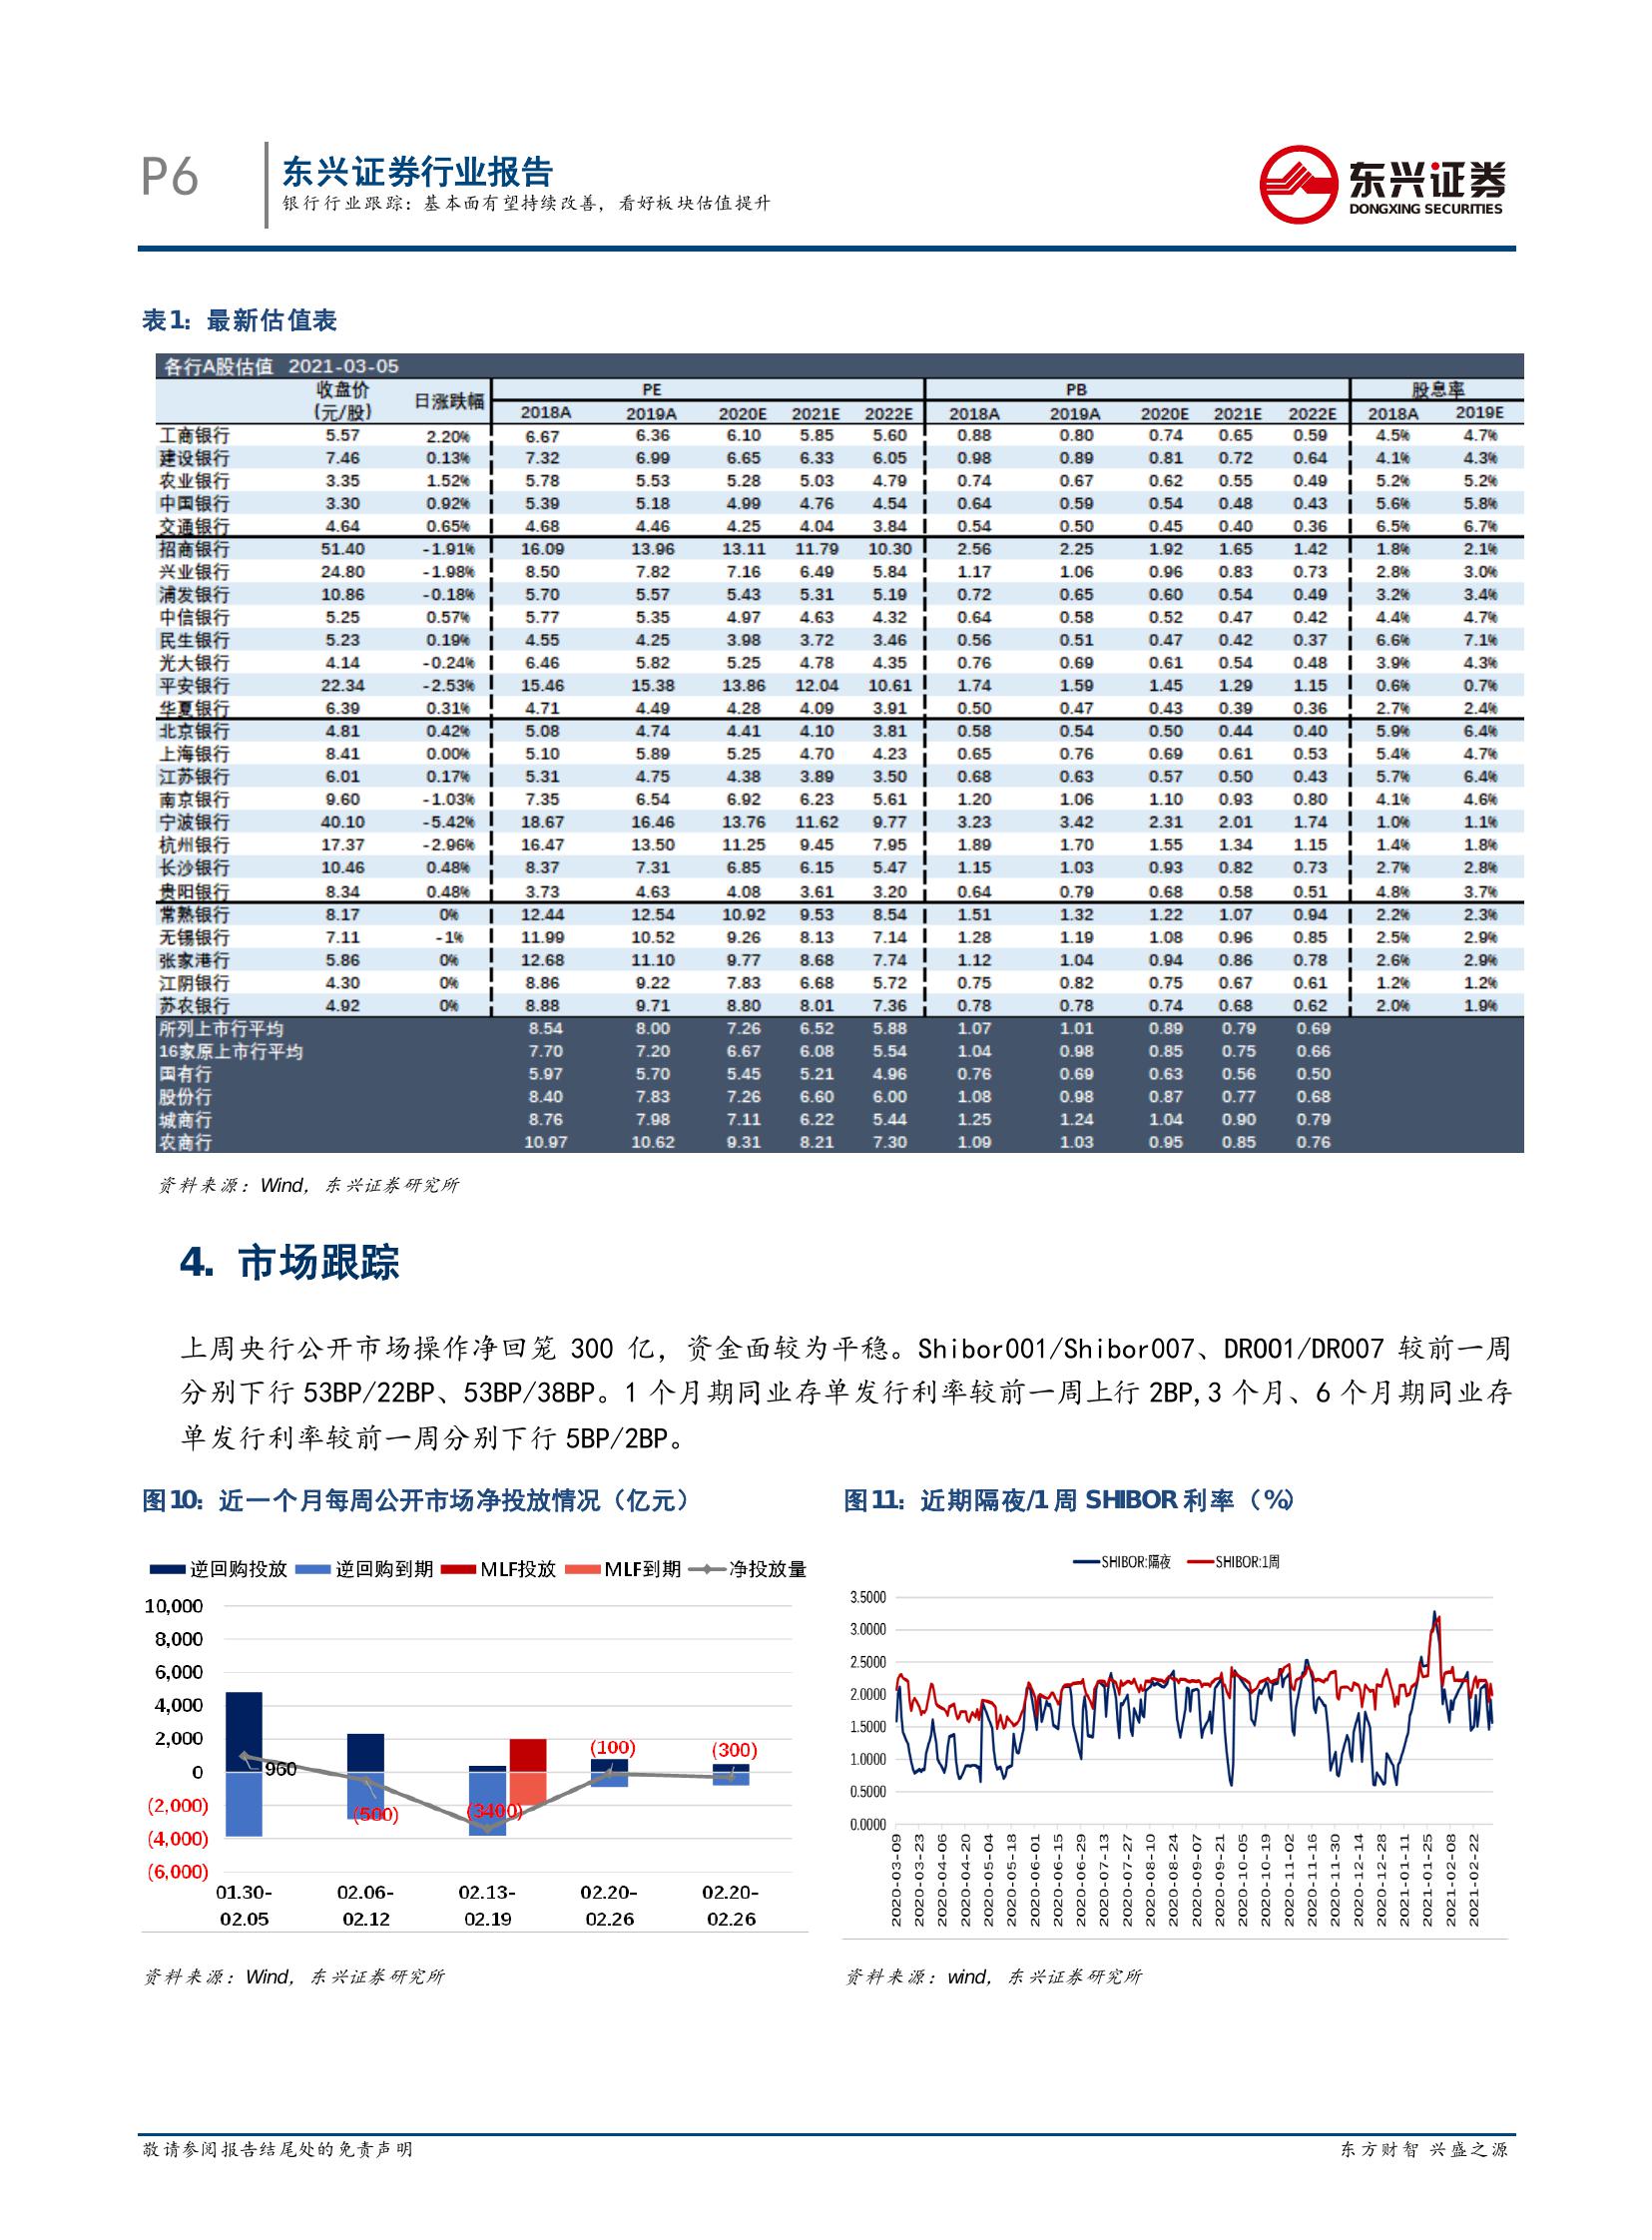 P6
东兴证券行业报告
银行行业跟踪：基本面有望持续改善，看好板块估值提升
东兴证券
DONGXING SECURITIES
表1：最新估值表
各行A股估值 2021-03-05
收盘价 日涨跌幅 PE PB 股息率
(元/股) 2018A 2019A 2020E 2021E 2022E 2018A 2019A 2020E 2021E 2022E 2018A 2019E
工商银行 5.57 2.20% 6.67 6.36 6.10 5.85 5.60 0.88 0.80 0.74 0.65 0.59 4.5% 4.7%
建设银行 7.46 0.13% 7.32 6.99 6.65 6.33 6.05 0.98 0.89 0.81 0.72 0.64 4.1% 4.3%
农业银行 3.35 1.52% 5.78 5.53 5.28 5.03 4.79 0.74 0.67 0.62 0.55 0.49 5.2% 5.2%
中国银行 3.30 0.92% 5.39 5.18 4.99 4.76 4.54 0.64 0.59 0.54 0.48 0.43 5.6% 5.8%
交通银行 4.64 0.65% 4.68 4.46 4.25 4.04 3.84 0.54 0.50 0.45 0.40 0.36 6.5% 6.7%
招商银行 51.40 -1.91% 16.09 13.96 13.11 11.79 10.30 2.56 2.25 1.92 1.65 1.42 1.8% 2.1%
兴业银行 24.80 -1.98% 8.50 7.82 7.16 6.49 5.84 1.17 1.06 0.96 0.83 0.73 2.8% 3.0%
浦发银行 10.86 -0.18% 5.70 5.57 5.43 5.31 5.19 0.72 0.65 0.60 0.54 0.49 3.2% 3.4%
中信银行 5.25 0.57% 5.77 5.35 4.97 4.63 4.32 0.64 0.58 0.52 0.47 0.42 4.4% 4.7%
民生银行 5.23 0.19% 4.55 4.25 3.98 3.72 3.46 0.56 0.51 0.47 0.42 0.37 6.6% 7.1%
光大银行 4.14 -0.24% 6.46 5.82 5.25 4.78 4.35 0.76 0.69 0.61 0.54 0.48 3.9% 4.3%
平安银行 22.34 -2.53% 15.46 15.38 13.86 12.04 10.61 1.74 1.59 1.45 1.29 1.15 0.6% 0.7%
华夏银行 6.39 0.31% 4.71 4.49 4.28 4.09 3.91 0.50 0.47 0.43 0.39 0.36 2.7% 2.4%
北京银行 4.81 0.42% 5.08 4.74 4.41 4.10 3.81 0.58 0.54 0.50 0.44 0.40 5.9% 6.4%
上海银行 8.41 0.00% 5.10 5.89 5.25 4.70 4.23 0.65 0.76 0.69 0.61 0.53 5.4% 4.7%
江苏银行 6.01 0.17% 5.31 4.75 4.38 3.89 3.50 0.68 0.63 0.57 0.50 0.43 5.7% 6.4%
南京银行 9.60 -1.03% 7.35 6.54 6.92 6.23 5.61 1.20 1.06 1.10 0.93 0.80 4.1% 4.6%
宁波银行 40.10 -5.42% 18.67 16.46 13.76 11.62 9.77 3.23 3.42 2.31 2.01 1.74 1.0% 1.1%
杭州银行 17.37 -2.96% 16.47 13.50 11.25 9.45 7.95 1.89 1.70 1.55 1.34 1.15 1.4% 1.8%
长沙银行 10.46 0.48% 8.37 7.31 6.85 6.15 5.47 1.15 1.03 0.93 0.82 0.73 2.7% 2.8%
贵阳银行 8.34 0.48% 3.73 4.63 4.08 3.61 3.20 0.64 0.79 0.68 0.58 0.51 4.8% 3.7%
常熟银行 8.17 0% 12.44 12.54 10.92 9.53 8.54 1.51 1.32 1.22 1.07 0.94 2.2% 2.3%
无锡银行 7.11 -1% 11.99 10.52 9.26 8.13 7.14 1.28 1.19 1.08 0.96 0.85 2.5% 2.9%
张家港行 5.86 0% 12.68 11.10 9.77 8.68 7.74 1.12 1.04 0.94 0.86 0.78 2.6% 2.9%
江阴银行 4.30 0% 8.86 9.22 7.83 6.68 5.72 0.75 0.82 0.75 0.67 0.61 1.2% 1.2%
苏农银行 4.92 0% 8.88 9.71 8.80 8.01 7.36 0.78 0.78 0.74 0.68 0.62 2.0% 1.9%
所列上市行平均 8.54 8.00 7.26 6.52 5.88 1.07 1.01 0.89 0.79 0.69
16家原上市行平均 7.70 7.20 6.67 6.08 5.54 1.04 0.98 0.85 0.75 0.66
国有行 5.97 5.70 5.45 5.21 4.96 0.76 0.69 0.63 0.56 0.50
股份行 8.40 7.83 7.26 6.60 6.00 1.08 0.98 0.87 0.77 0.68
城商行 8.76 7.98 7.11 6.22 5.44 1.25 1.24 1.04 0.90 0.79
农商行 10.97 10.62 9.31 8.21 7.30 1.09 1.03 0.95 0.85 0.76
资料来源：Wind，东兴证券研究所
4. 市场跟踪
上周央行公开市场操作净回笼 300 亿，资金面较为平稳。Shibor001/Shibor007、DR001/DR007 较前一周
分别下行 53BP/22BP、53BP/38BP。1 个月期同业存单发行利率较前一周上行 2BP,3 个月、6 个月期同业存
单发行利率较前一周分别下行 5BP/2BP。
图10：近一个月每周公开市场净投放情况（亿元）
逆回购投放 逆回购到期 MLF投放 MLF到期 净投放量
10,000
8,000
6,000
4,000
2,000
0
(2,000)
(4,000)
(6,000)
960
(500)
(3400)
(100)
(300)
01.30- 02.06- 02.13- 02.20- 02.20-
02.05 02.12 02.19 02.26 02.26
资料来源：Wind，东兴证券研究所
图11：近期隔夜/1 周 SHIBOR 利率（%）
SHIBOR:隔夜 SHIBOR:1周
3.5000
3.0000
2.5000
2.0000
1.5000
1.0000
0.5000
0.0000
2020-03-09
2020-03-23
2020-04-06
2020-04-20
2020-05-04
2020-05-18
2020-06-01
2020-06-15
2020-06-29
2020-07-13
2020-07-27
2020-08-10
2020-08-24
2020-09-07
2020-09-21
2020-10-05
2020-10-19
2020-11-02
2020-11-16
2020-11-30
2020-12-14
2020-12-28
2021-01-11
2021-01-25
2021-02-08
2021-02-22
资料来源：wind，东兴证券研究所
敬请参阅报告结尾处的免责声明
东方财智 兴盛之源